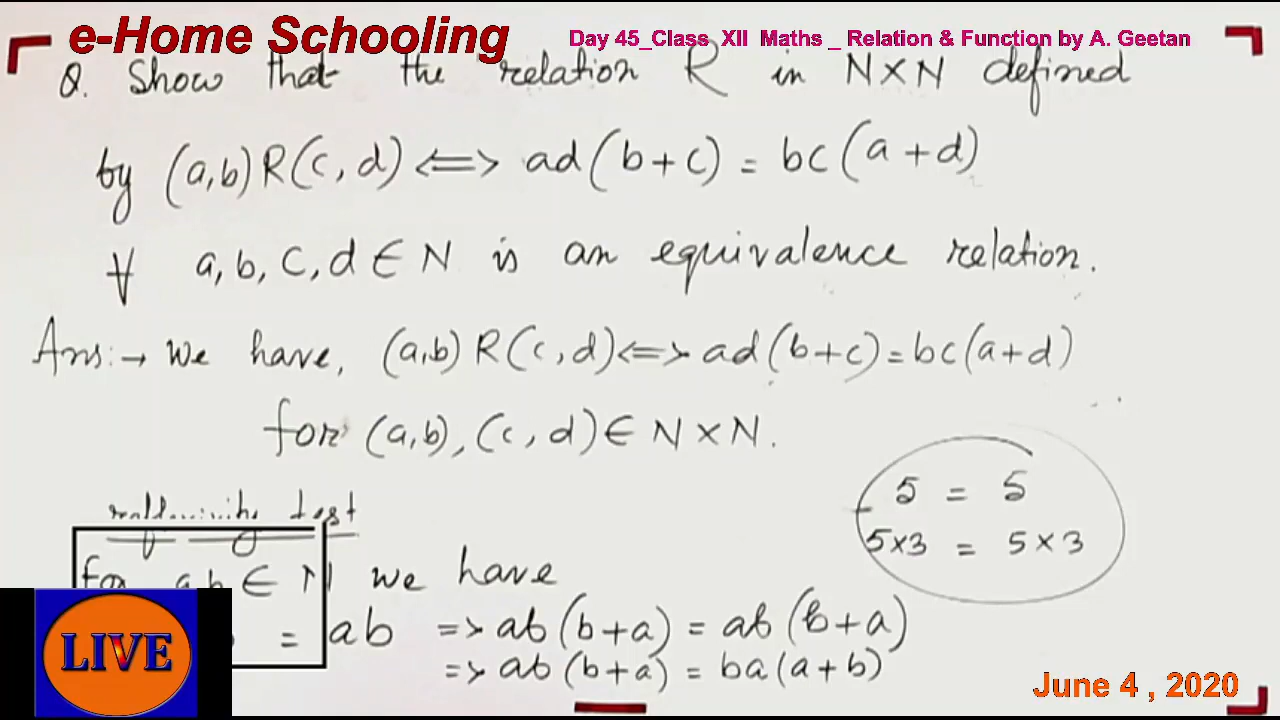 e-Home Schooling
Day 45_Class XII Maths _ Relation & Function by A. Geetan
Q. Show that the relation R in N×N defined
by (a,b)R(c,d) <=> ad(b+c) = bc(a+d)
∀ a,b,c,d ∈ N is an equivalence relation.
Ans:→ We have, (a,b) R(c,d)<=> ad(b+c)=bc(a+d)
for (a,b), (c,d) ∈ N×N.
5 = 5
5×3 = 5×3
test
for a,b ∈ N we have
= ab => ab(b+a) = ab(b+a)
=> ab(b+a) = ba(a+b)
LIVE
June 4 , 2020